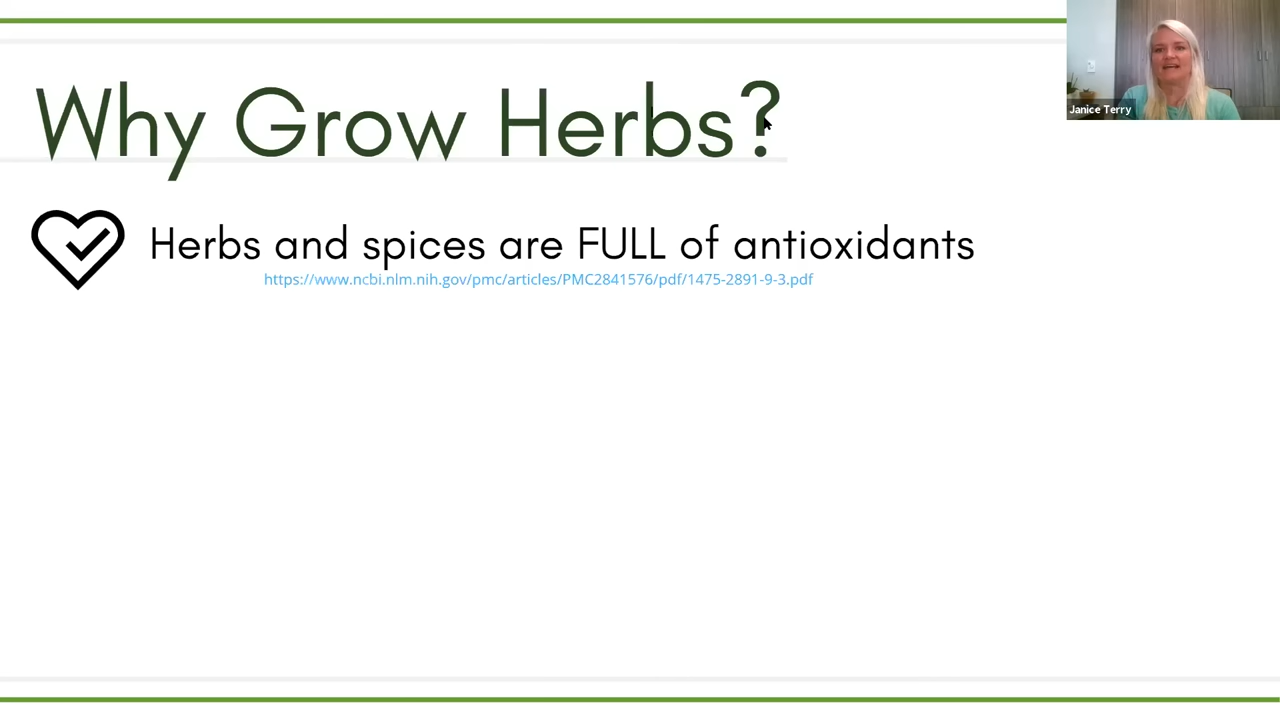 Why Grow Herbs?
Janice Terry
Herbs and spices are FULL of antioxidants
https://www.ncbi.nlm.nih.gov/pmc/articles/PMC2841576/pdf/1475-2891-9-3.pdf